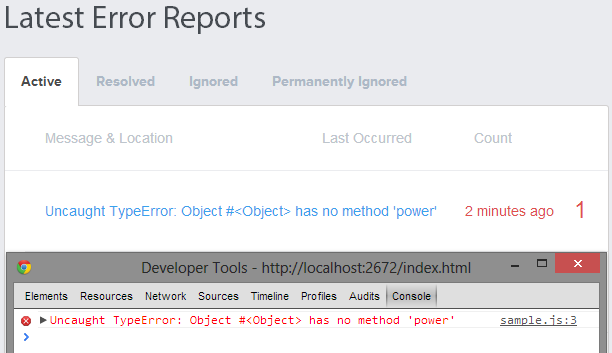 Latest Error Reports
Active Resolved Ignored Permanently Ignored
Message & Location Last Occurred Count
Uncaught TypeError: Object #<Object> has no method 'power' 2 minutes ago 1
Developer Tools - http://localhost:2672/index.html
Elements Resources Network Sources Timeline Profiles Audits Console
Uncaught TypeError: Object #<Object> has no method 'power' sample.js:3